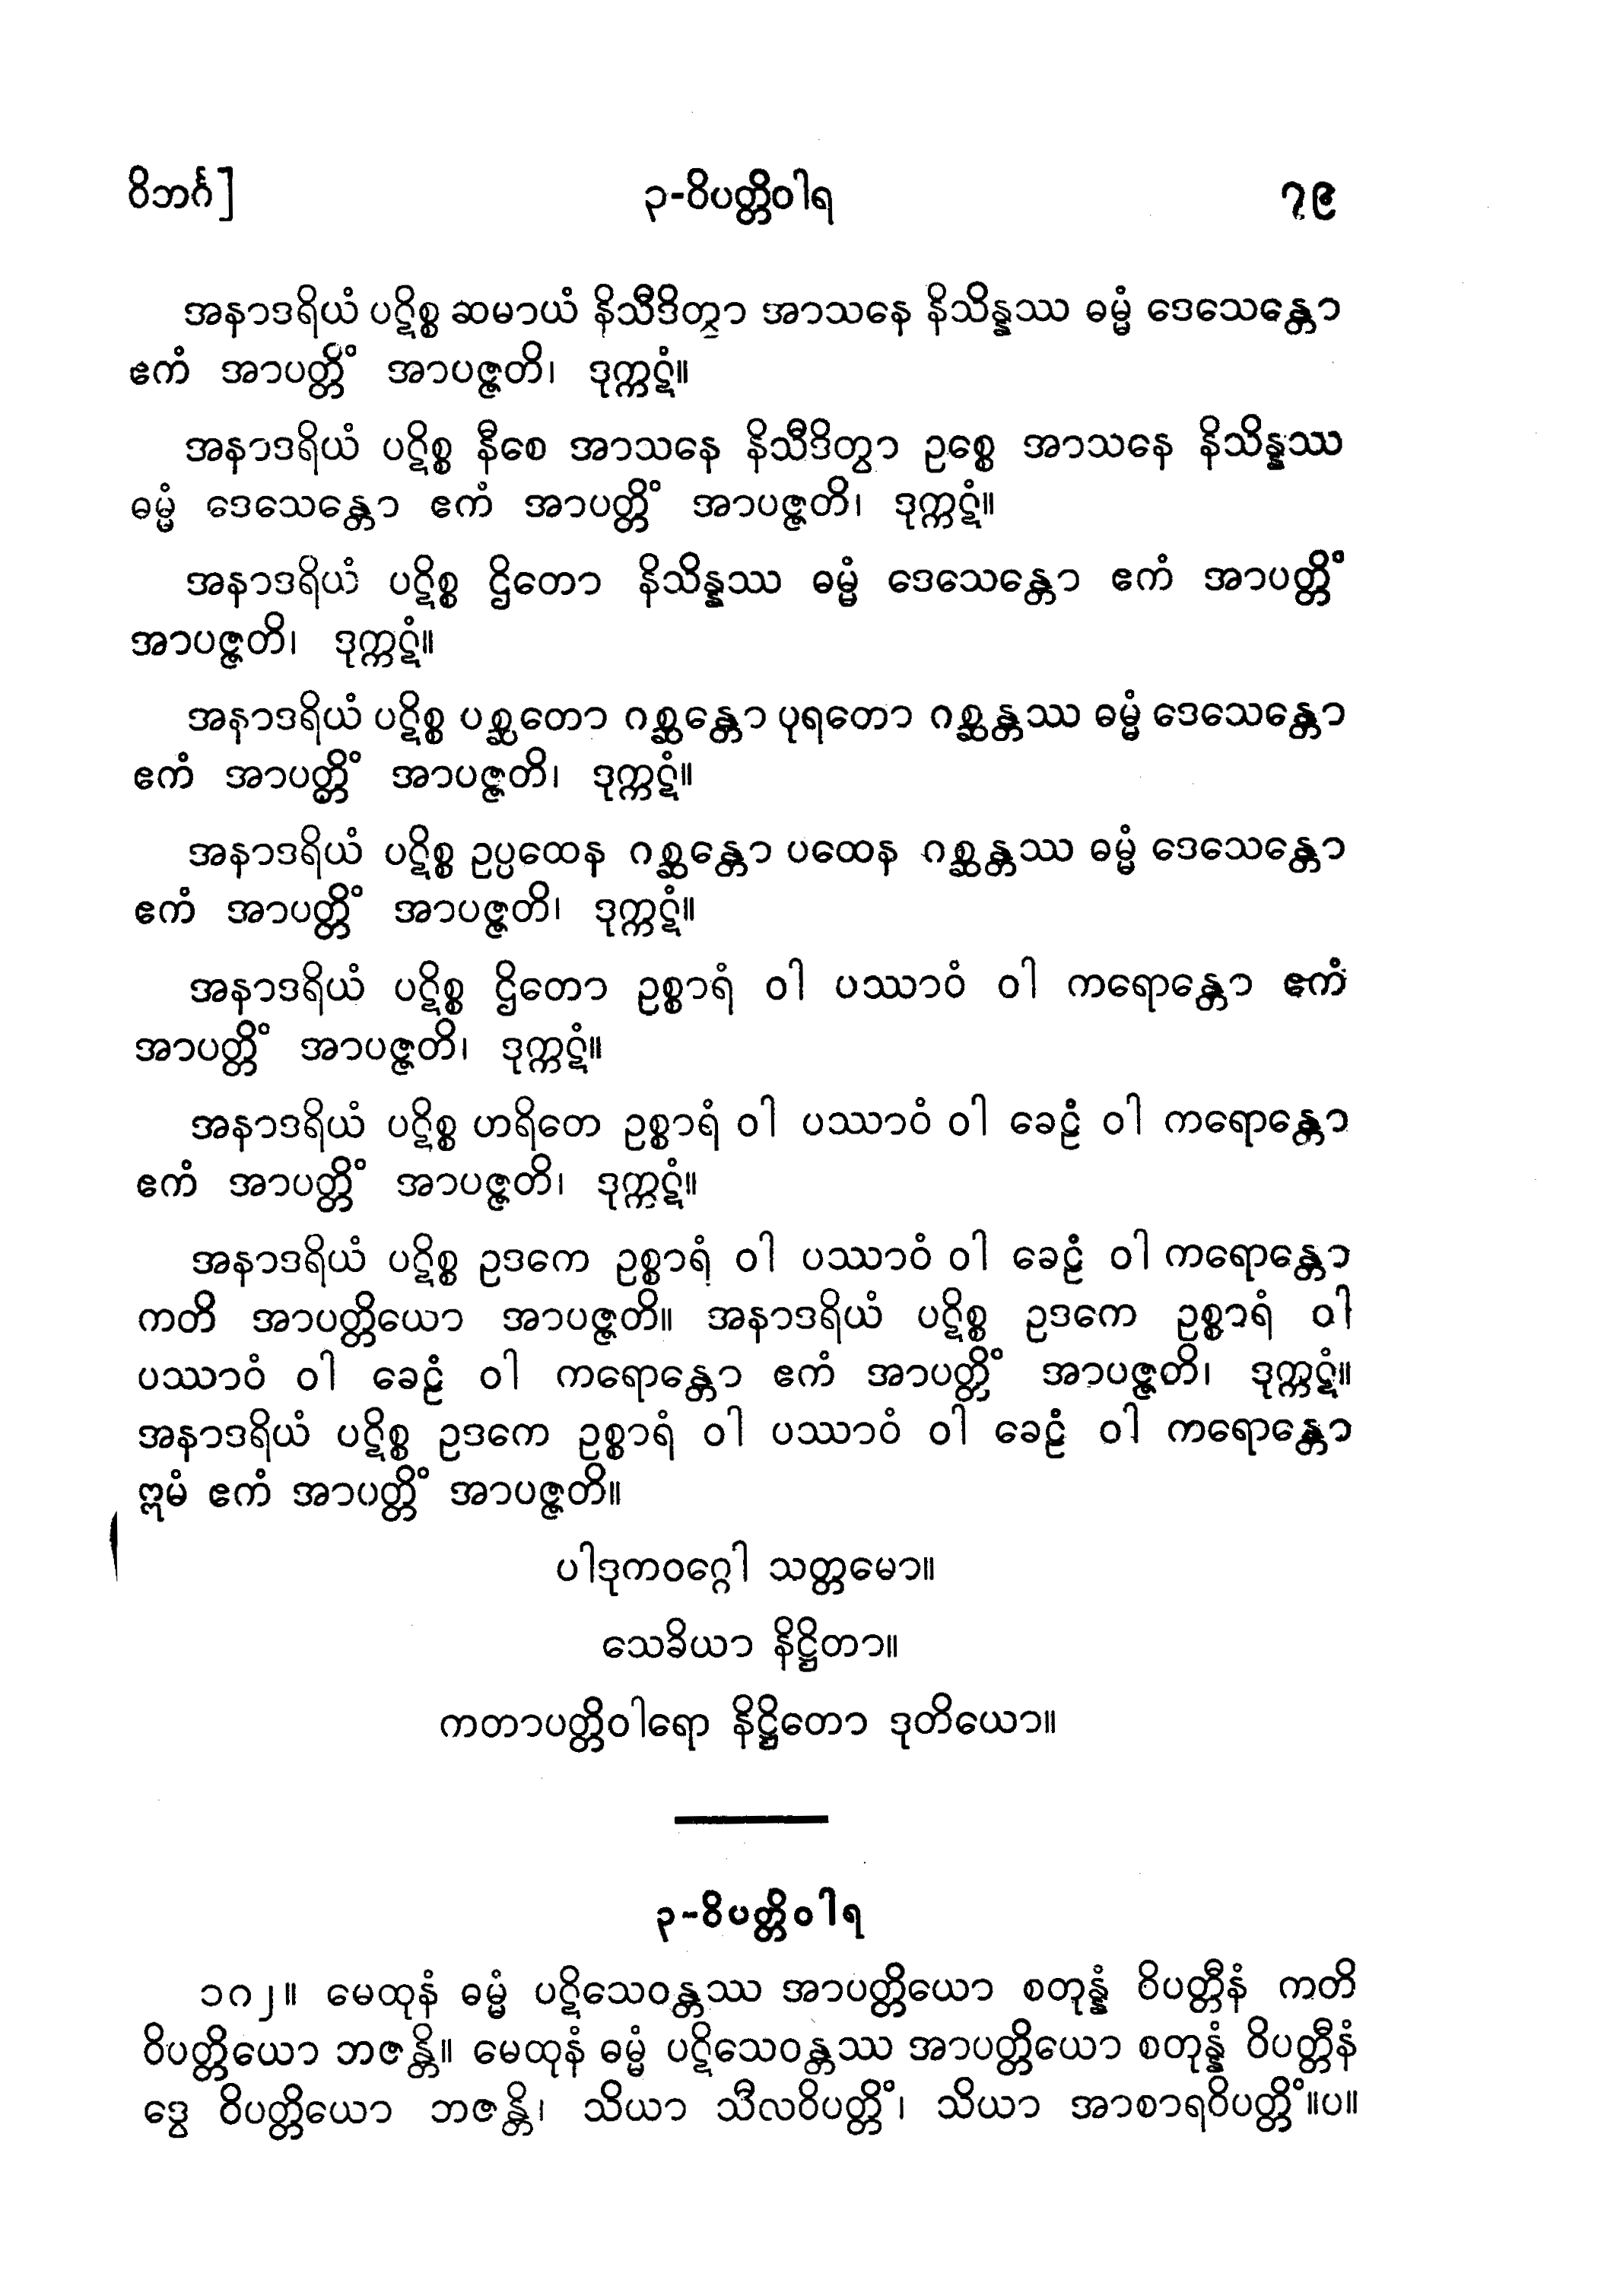 ဝိဘင်္ဂ]
၃-ဝိပတ္တိဝါရ
၇၉
အနာဒရိယံ ပဋိစ္စ ဆမာယံ နိသီဒိတွာ အာသနေ နိသိန္နဿ ဓမ္မံ ဒေသေန္တော
ဧကံ အာပတ္တိံ အာပဇ္ဇတိ၊ ဒုက္ကဋံ။
အနာဒရိယံ ပဋိစ္စ နီစေ အာသနေ နိသီဒိတွာ ဥစ္စေ အာသနေ နိသိန္နဿ
ဓမ္မံ ဒေသေန္တော ဧကံ အာပတ္တိံ အာပဇ္ဇတိ၊ ဒုက္ကဋံ။
အနာဒရိယံ ပဋိစ္စ ဌိတော နိသိန္နဿ ဓမ္မံ ဒေသေန္တော ဧကံ အာပတ္တိံ
အာပဇ္ဇတိ၊ ဒုက္ကဋံ။
အနာဒရိယံ ပဋိစ္စ ပစ္ဆတော ဂစ္ဆန္တော ပုရတော ဂစ္ဆန္တဿ ဓမ္မံ ဒေသေန္တော
ဧကံ အာပတ္တိံ အာပဇ္ဇတိ၊ ဒုက္ကဋံ။
အနာဒရိယံ ပဋိစ္စ ဥပ္ပထေန ဂစ္ဆန္တော ပထေန ဂစ္ဆန္တဿ ဓမ္မံ ဒေသေန္တော
ဧကံ အာပတ္တိံ အာပဇ္ဇတိ၊ ဒုက္ကဋံ။
အနာဒရိယံ ပဋိစ္စ ဌိတော ဥစ္စာရံ ဝါ ပဿာဝံ ဝါ ကရောန္တော ဧကံ
အာပတ္တိံ အာပဇ္ဇတိ၊ ဒုက္ကဋံ။
အနာဒရိယံ ပဋိစ္စ ဟရိတေ ဥစ္စာရံ ဝါ ပဿာဝံ ဝါ ခေဠံ ဝါ ကရောန္တော
ဧကံ အာပတ္တိံ အာပဇ္ဇတိ၊ ဒုက္ကဋံ။
အနာဒရိယံ ပဋိစ္စ ဥဒကေ ဥစ္စာရံ ဝါ ပဿာဝံ ဝါ ခေဠံ ဝါ ကရောန္တော
ကတိ အာပတ္တိယော အာပဇ္ဇတိ။ အနာဒရိယံ ပဋိစ္စ ဥဒကေ ဥစ္စာရံ ဝါ
ပဿာဝံ ဝါ ခေဠံ ဝါ ကရောန္တော ဧကံ အာပတ္တိံ အာပဇ္ဇတိ၊ ဒုက္ကဋံ။
အနာဒရိယံ ပဋိစ္စ ဥဒကေ ဥစ္စာရံ ဝါ ပဿာဝံ ဝါ ခေဠံ ဝါ ကရောန္တော
ဣမံ ဧကံ အာပတ္တိံ အာပဇ္ဇတိ။
ပါဒုကဝဂ္ဂေါ သတ္တမော။
သေခိယာ နိဋ္ဌိတာ။
ကတာပတ္တိဝါရော နိဋ္ဌိတော ဒုတိယော။
၃-ဝိပတ္တိဝါရ
၁၈၂။ မေထုနံ ဓမ္မံ ပဋိသေဝန္တဿ အာပတ္တိယော စတုန္နံ ဝိပတ္တီနံ ကတိ
ဝိပတ္တိယော ဘဇန္တိ။ မေထုနံ ဓမ္မံ ပဋိသေဝန္တဿ အာပတ္တိယော စတုန္နံ ဝိပတ္တီနံ
ဒွေ ဝိပတ္တိယော ဘဇန္တိ၊ သိယာ သီလဝိပတ္တိံ၊ သိယာ အာစာရဝိပတ္တိံ။ပ။